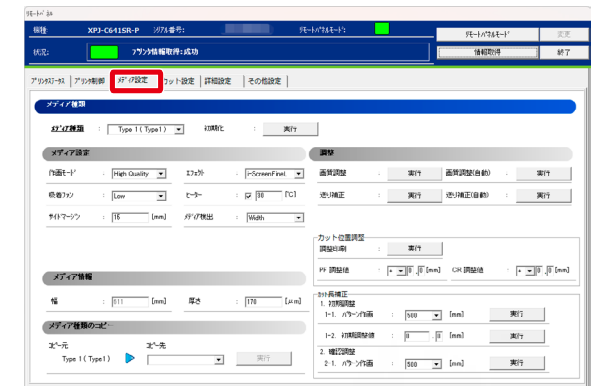 ﾘﾓｰﾄﾊﾟﾈﾙ
機種: XPJ-C641SR-P ｼﾘｱﾙ番号: ﾘﾓｰﾄﾊﾟﾈﾙﾓｰﾄﾞ: ﾘﾓｰﾄﾊﾟﾈﾙﾓｰﾄﾞ 変更
状況: ﾌﾟﾘﾝﾀ情報取得:成功 情報取得 終了
ﾌﾟﾘﾝﾀｽﾃｰﾀｽ ﾌﾟﾘﾝﾀ制御 ﾒﾃﾞｨｱ設定 カット設定 詳細設定 その他設定
メディア種類
ﾒﾃﾞｨｱ種類 : Type 1 ( Type1 ) 初期化 : 実行
メディア設定 調整
作画ﾓｰﾄﾞ : High Quality ｴﾌｪｸﾄ : i-ScreenFineL 画質調整 : 実行 画質調整(自動) : 実行
吸着ﾌｧﾝ : Low ﾋｰﾀｰ : 38 [℃] 送り補正 : 実行 送り補正(自動) : 実行
ｻｲﾄﾞﾏｰｼﾞﾝ : 15 [mm] ﾒﾃﾞｨｱ検出 : Width
カット位置調整
調整印刷 : 実行
PF 調整値 : + 0 . 0 [mm] CR 調整値 : + 0 . 0 [mm]
メディア情報
ｶｯﾄ長補正
幅 : 611 [mm] 厚さ : 170 [μm]
1. 初期調整
1-1. ﾊﾟﾀｰﾝ作画 : 500 [mm] 実行
メディア種類のｺﾋﾟｰ
1-2. 初期調整値 : 0 . 0 [mm] 実行
ｺﾋﾟｰ元 ｺﾋﾟｰ先
2. 確認調整
Type 1 ( Type1 ) 実行
2-1. ﾊﾟﾀｰﾝ作画 : 500 [mm] 実行